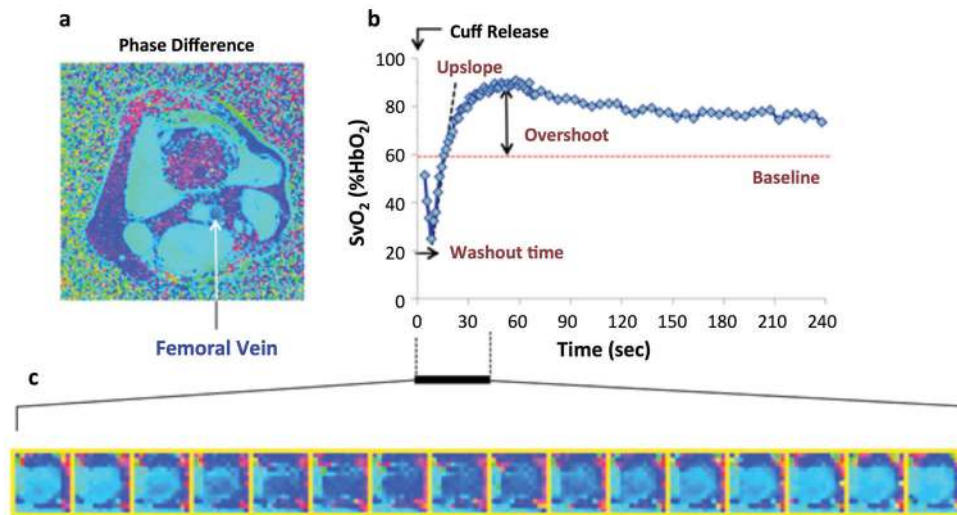 a
Phase Difference
Femoral Vein
b
Cuff Release
Upslope
Overshoot
Baseline
Washout time
SvO₂ (%HbO₂)
100
80
60
40
20
0
0 30 60 90 120 150 180 210 240
Time (sec)
c